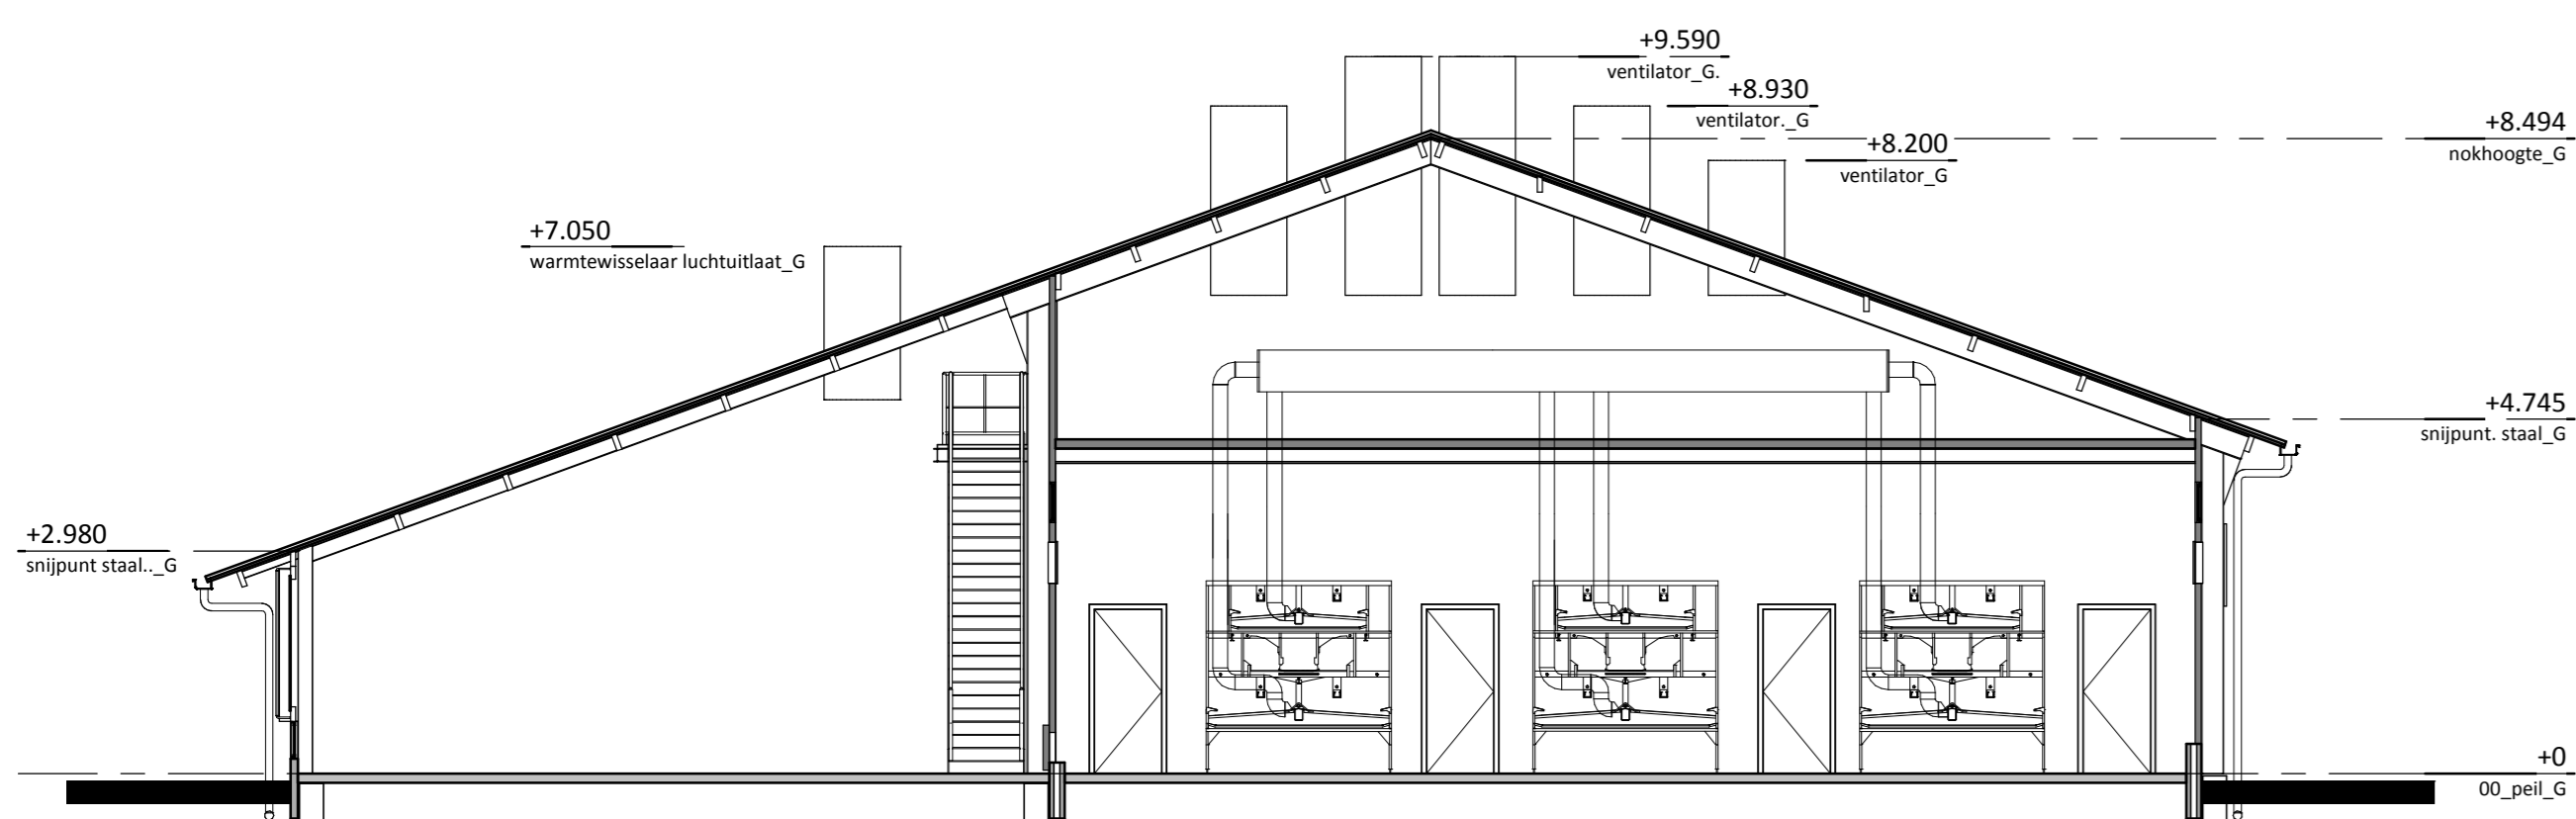 +9.590
ventilator_G.
+8.930
ventilator._G
+8.494
nokhoogte_G
+8.200
ventilator_G
+7.050
warmtewisselaar luchtuitlaat_G
+4.745
snijpunt. staal_G
+2.980
snijpunt staal.._G
+0
00_peil_G